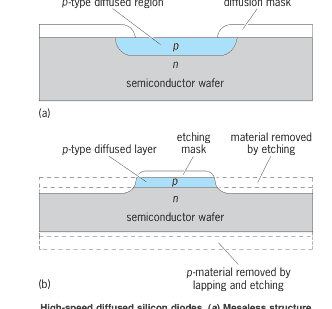 p-type diffused region
diffusion mask
p
n
semiconductor wafer
(a)
etching
mask
material removed
by etching
p-type diffused layer
p
n
semiconductor wafer
p-material removed by
lapping and etching
(b)
High-speed diffused silicon diodes. (a) Mesaless structure